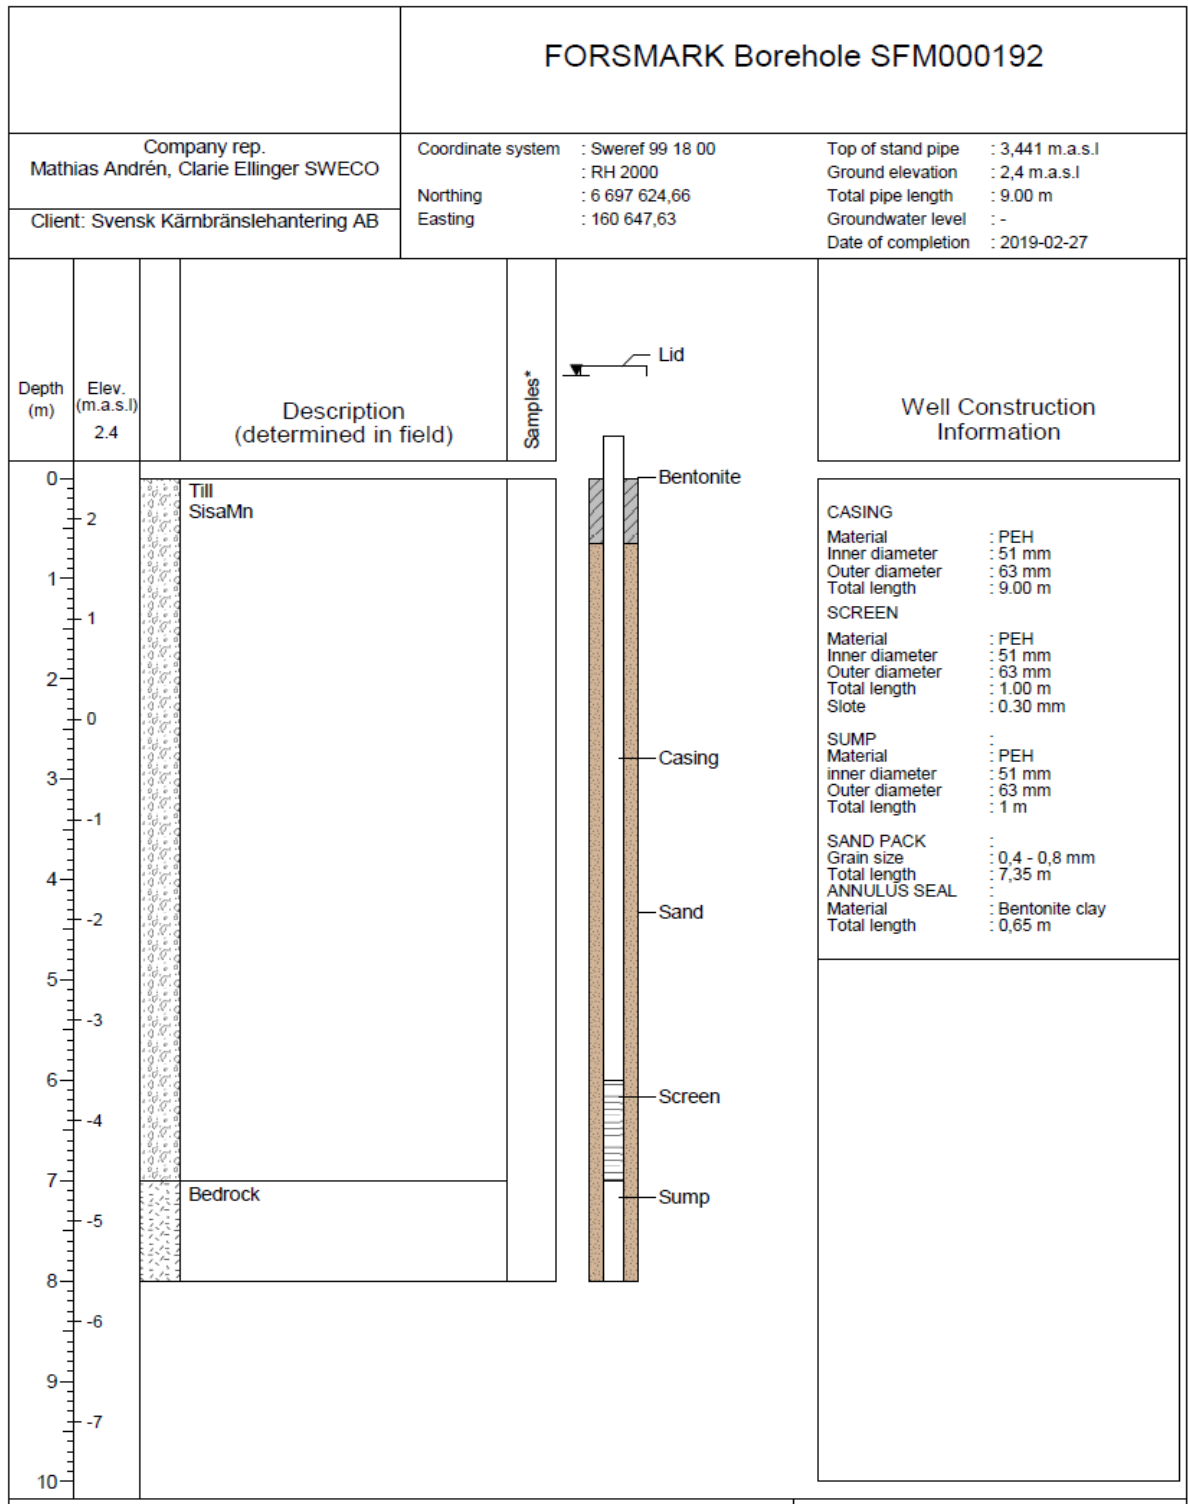 FORSMARK Borehole SFM000192
Company rep.
Mathias Andrén, Clarie Ellinger SWECO
Client: Svensk Kärnbränslehantering AB
Coordinate system : Sweref 99 18 00
: RH 2000
Northing : 6 697 624,66
Easting : 160 647,63
Top of stand pipe : 3,441 m.a.s.l
Ground elevation : 2,4 m.a.s.l
Total pipe length : 9.00 m
Groundwater level : -
Date of completion : 2019-02-27
Depth
(m)
Elev.
(m.a.s.l)
2.4
Description
(determined in field)
Samples*
Lid
Well Construction
Information
0
1
2
3
4
5
6
7
8
9
10
2
1
0
-1
-2
-3
-4
-5
-6
-7
Till
SisaMn
Bedrock
Bentonite
Casing
Sand
Screen
Sump
CASING
Material : PEH
Inner diameter : 51 mm
Outer diameter : 63 mm
Total length : 9.00 m
SCREEN
Material : PEH
Inner diameter : 51 mm
Outer diameter : 63 mm
Total length : 1.00 m
Slote : 0.30 mm
SUMP :
Material : PEH
inner diameter : 51 mm
Outer diameter : 63 mm
Total length : 1 m
SAND PACK :
Grain size : 0,4 - 0,8 mm
Total length : 7,35 m
ANNULUS SEAL :
Material : Bentonite clay
Total length : 0,65 m